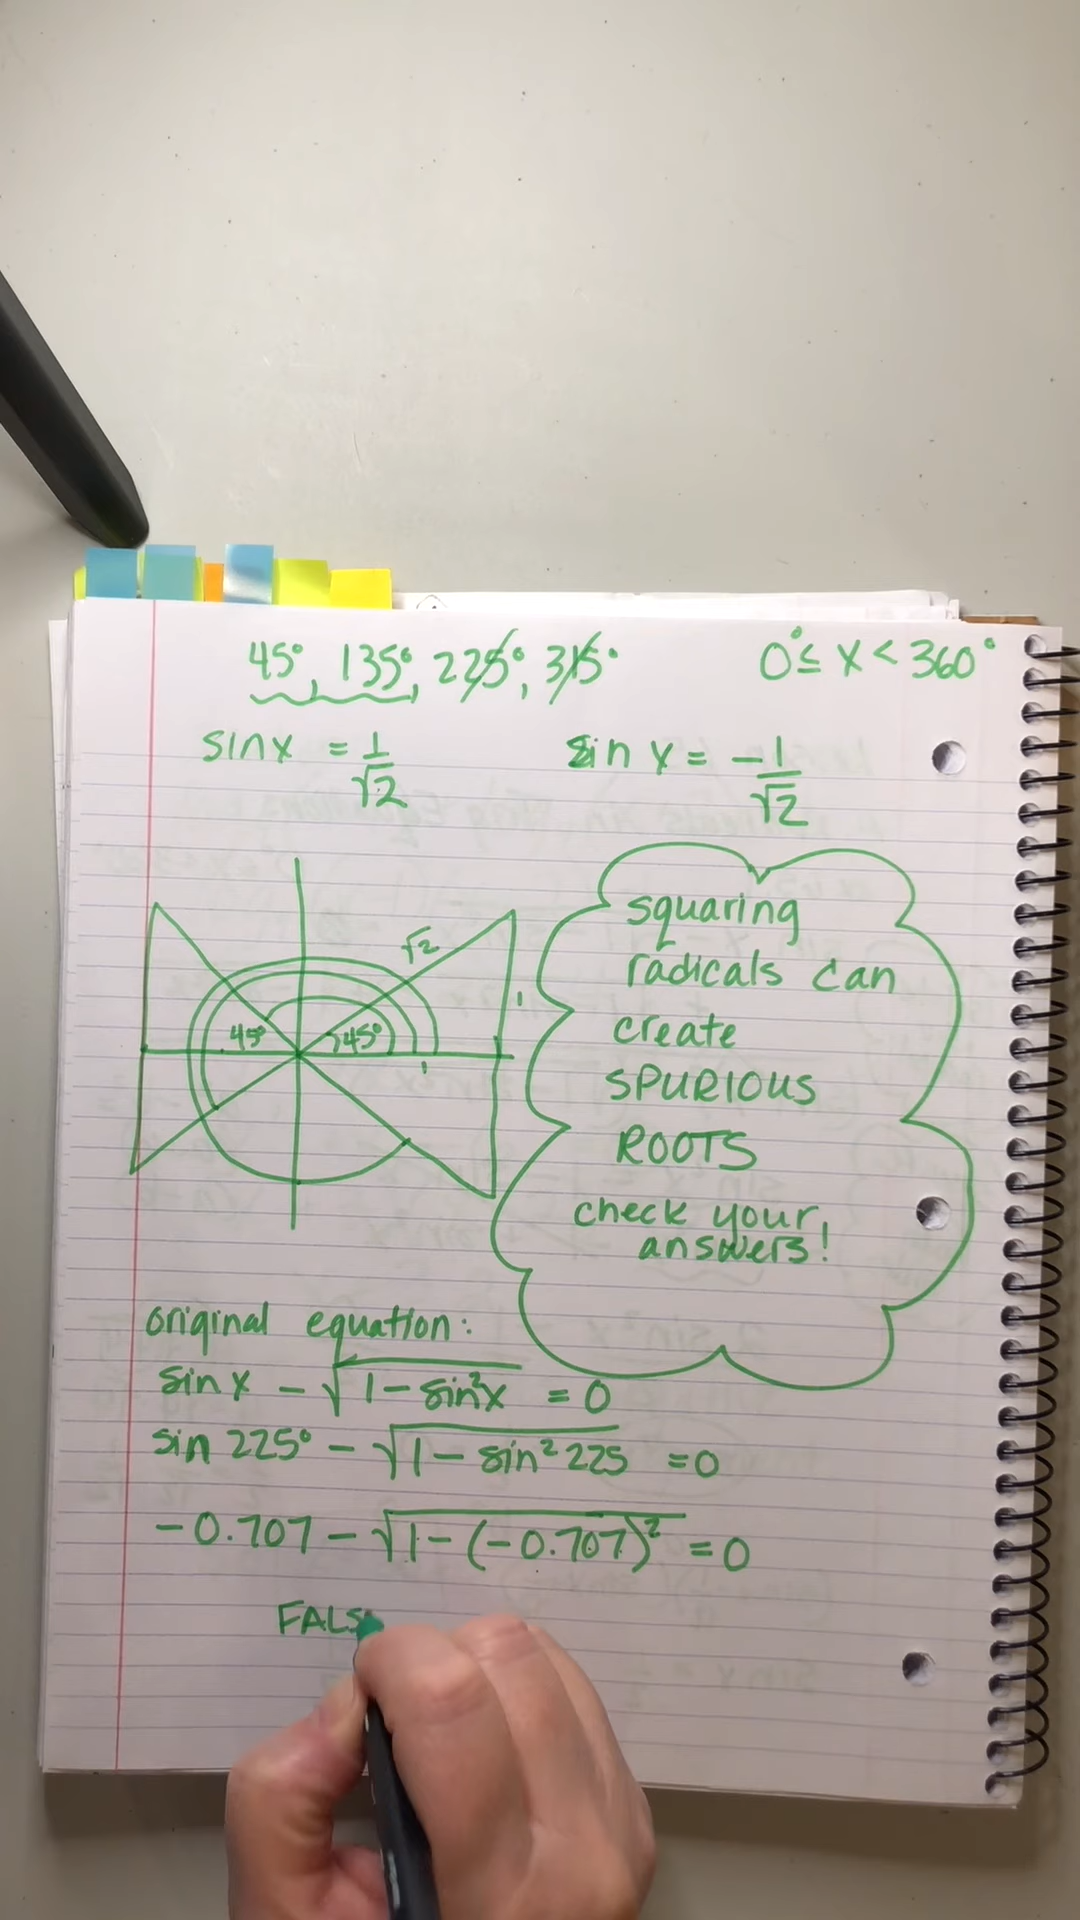 45°, 135°, 225°, 315°
0° ≤ x < 360°
sin x = 1/√2
sin x = -1/√2
√2
1
45°
45°
1
squaring
radicals can
create
SPURIOUS
ROOTS
check your
answers!
original equation:
sin x - √1 - sin²x = 0
sin 225° - √1 - sin² 225 = 0
-0.707 - √1 - (-0.707)² = 0
FALS